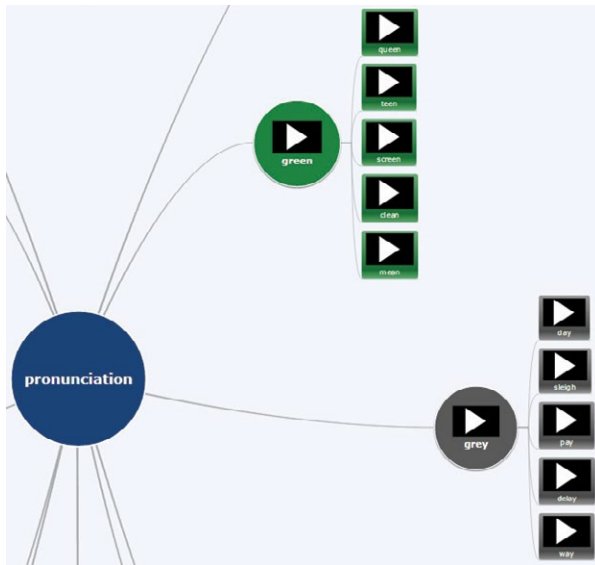 queen
teen
green
screen
clean
mean
pronunciation
day
sleigh
grey
pay
delay
way